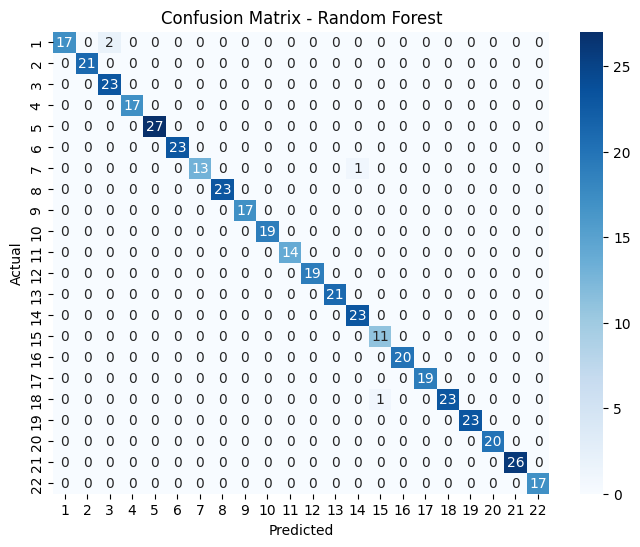 Confusion Matrix - Random Forest
1 17 0 2 0 0 0 0 0 0 0 0 0 0 0 0 0 0 0 0 0 0 0
2 0 21 0 0 0 0 0 0 0 0 0 0 0 0 0 0 0 0 0 0 0 0
3 0 0 23 0 0 0 0 0 0 0 0 0 0 0 0 0 0 0 0 0 0 0
4 0 0 0 17 0 0 0 0 0 0 0 0 0 0 0 0 0 0 0 0 0 0
5 0 0 0 0 27 0 0 0 0 0 0 0 0 0 0 0 0 0 0 0 0 0
6 0 0 0 0 0 23 0 0 0 0 0 0 0 0 0 0 0 0 0 0 0 0
7 0 0 0 0 0 0 13 0 0 0 0 0 0 1 0 0 0 0 0 0 0 0
8 0 0 0 0 0 0 0 23 0 0 0 0 0 0 0 0 0 0 0 0 0 0
9 0 0 0 0 0 0 0 0 17 0 0 0 0 0 0 0 0 0 0 0 0 0
10 0 0 0 0 0 0 0 0 0 19 0 0 0 0 0 0 0 0 0 0 0 0
11 0 0 0 0 0 0 0 0 0 0 14 0 0 0 0 0 0 0 0 0 0 0
12 0 0 0 0 0 0 0 0 0 0 0 19 0 0 0 0 0 0 0 0 0 0
13 0 0 0 0 0 0 0 0 0 0 0 0 21 0 0 0 0 0 0 0 0 0
14 0 0 0 0 0 0 0 0 0 0 0 0 0 23 0 0 0 0 0 0 0 0
15 0 0 0 0 0 0 0 0 0 0 0 0 0 0 11 0 0 0 0 0 0 0
16 0 0 0 0 0 0 0 0 0 0 0 0 0 0 0 20 0 0 0 0 0 0
17 0 0 0 0 0 0 0 0 0 0 0 0 0 0 0 0 19 0 0 0 0 0
18 0 0 0 0 0 0 0 0 0 0 0 0 0 0 1 0 0 23 0 0 0 0
19 0 0 0 0 0 0 0 0 0 0 0 0 0 0 0 0 0 0 23 0 0 0
20 0 0 0 0 0 0 0 0 0 0 0 0 0 0 0 0 0 0 0 20 0 0
21 0 0 0 0 0 0 0 0 0 0 0 0 0 0 0 0 0 0 0 0 26 0
22 0 0 0 0 0 0 0 0 0 0 0 0 0 0 0 0 0 0 0 0 0 17
1 2 3 4 5 6 7 8 9 10 11 12 13 14 15 16 17 18 19 20 21 22
Actual
Predicted
25
20
15
10
5
0